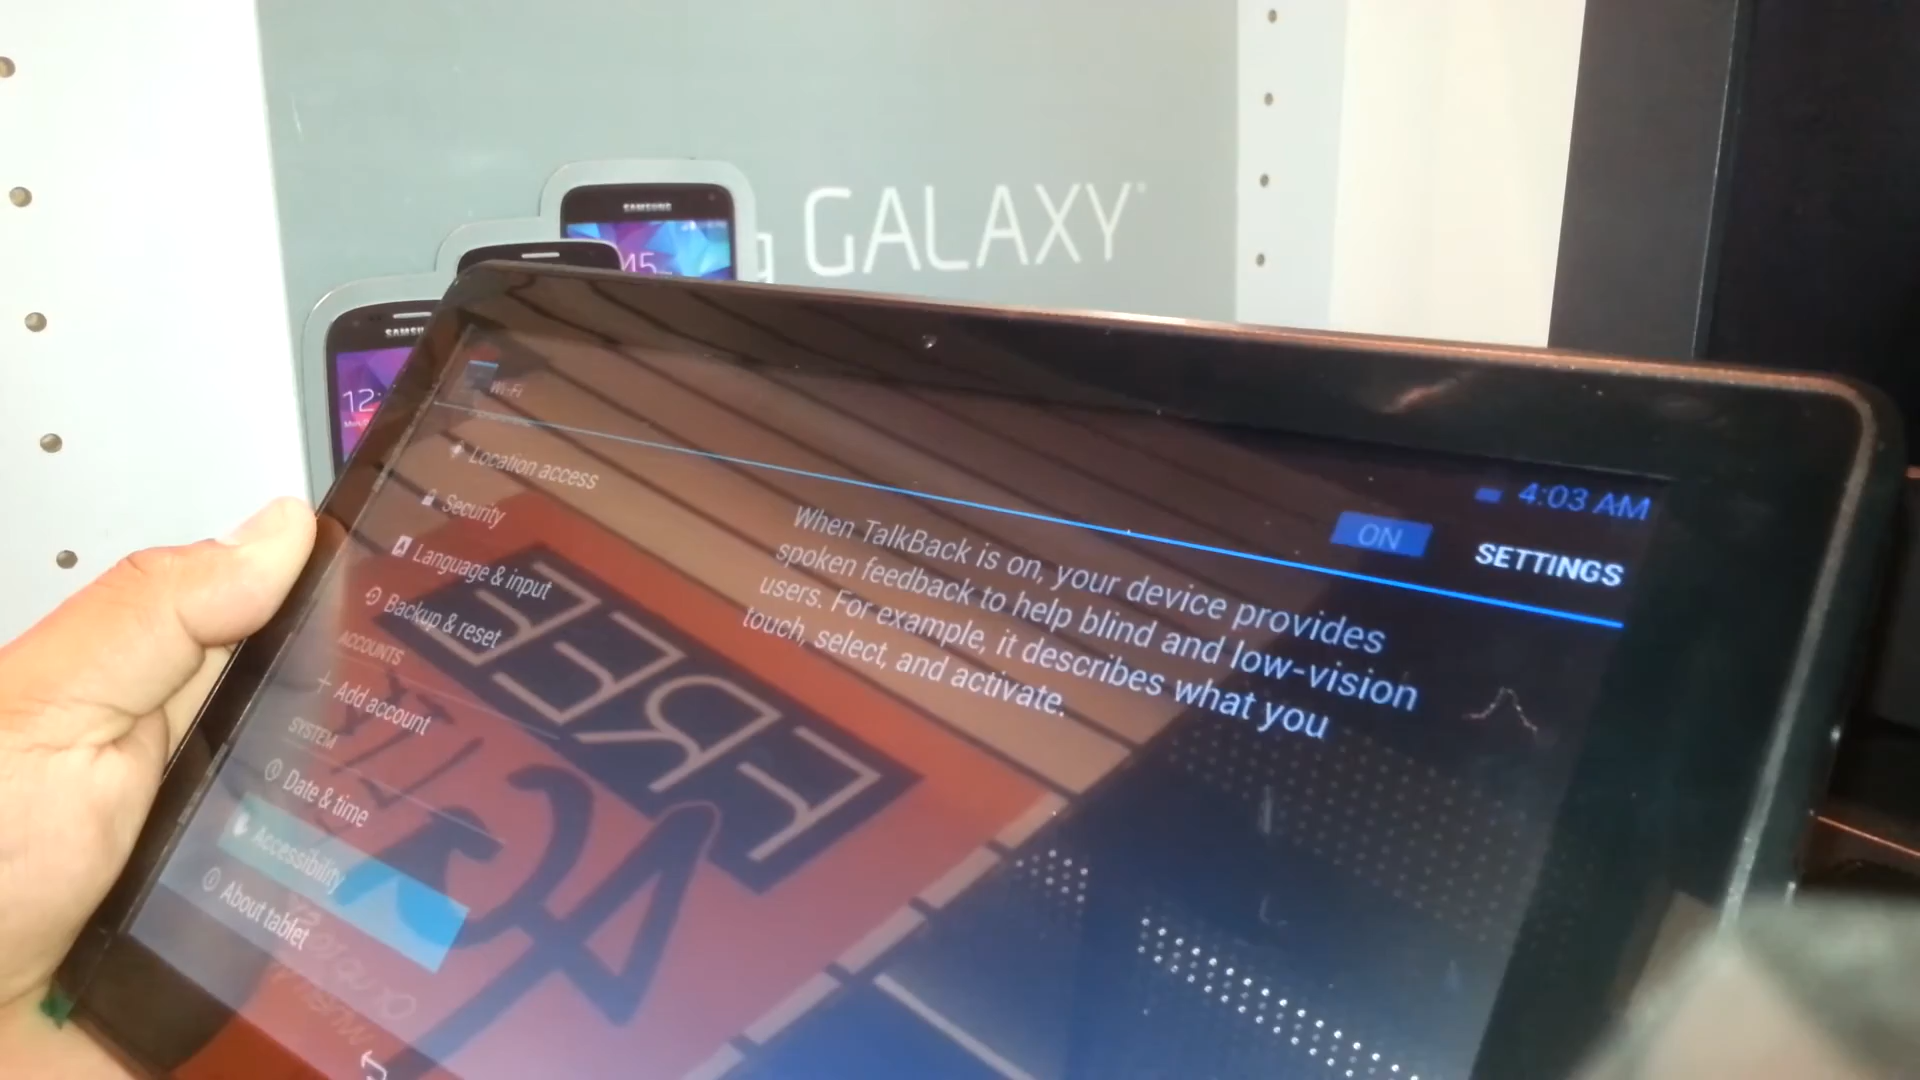 SAMSUNG
GALAXY
45
12:
Wi-Fi
4:03 AM
ON
SETTINGS
Location access
Security
Language & input
Backup & reset
ACCOUNTS
+ Add account
SYSTEM
Date & time
Accessibility
About tablet
When TalkBack is on, your device provides
spoken feedback to help blind and low-vision
users. For example, it describes what you
touch, select, and activate.
FREE